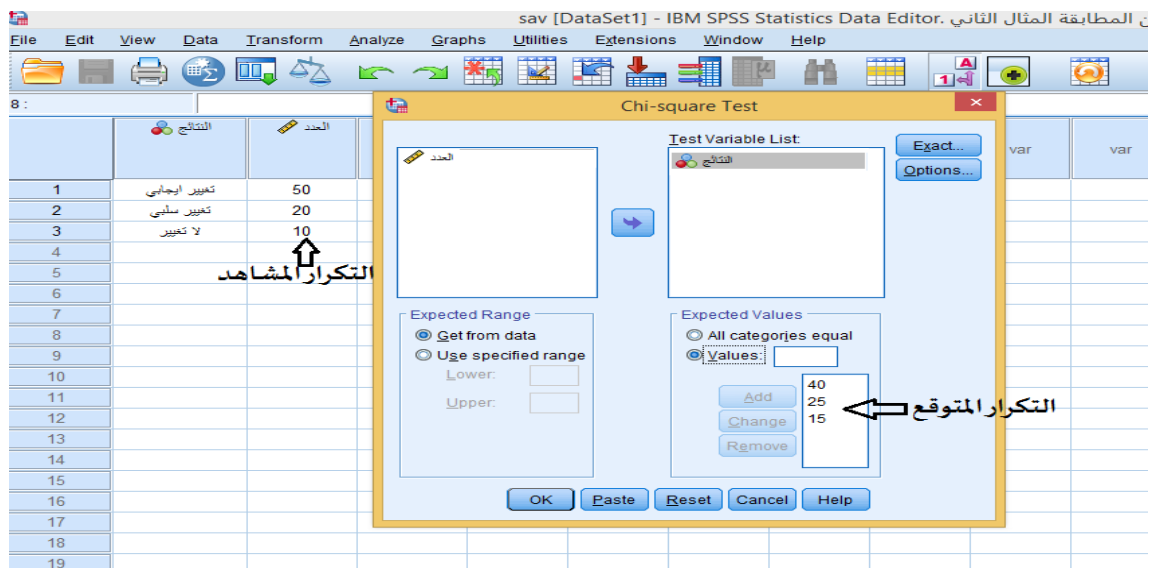 sav [DataSet1] - IBM SPSS Statistics Data Editor. ن المطابقة المثال الثاني
File Edit View Data Transform Analyze Graphs Utilities Extensions Window Help
8 :
النتائج العدد var var
1 تغيير ايجابي 50
2 تغيير سلبي 20
3 لا تغيير 10
4
5
6
7
8
9
10
11
12
13
14
15
16
17
18
19
التكرار المشاهد
Chi-square Test
العدد
Test Variable List:
النتائج
Exact...
Options...
Expected Range
Get from data
Use specified range
Lower:
Upper:
Expected Values
All categories equal
Values:
Add
Change
Remove
40
25
15
التكرار المتوقع
OK Paste Reset Cancel Help